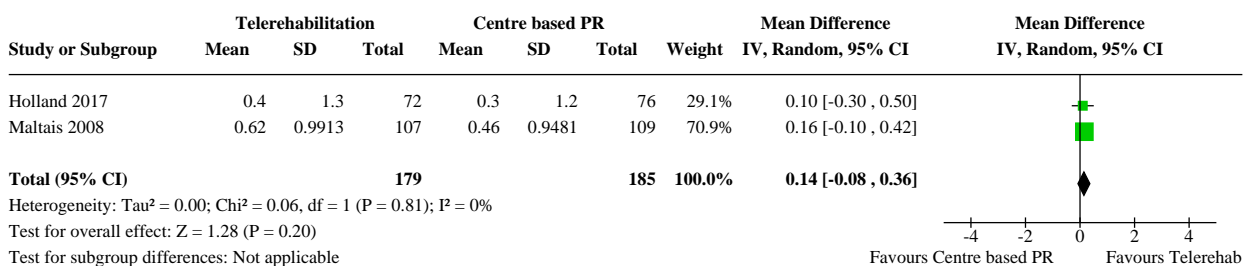 Telerehabilitation Centre based PR Mean Difference Mean Difference
Study or Subgroup Mean SD Total Mean SD Total Weight IV, Random, 95% CI IV, Random, 95% CI
Holland 2017 0.4 1.3 72 0.3 1.2 76 29.1% 0.10 [-0.30 , 0.50]
Maltais 2008 0.62 0.9913 107 0.46 0.9481 109 70.9% 0.16 [-0.10 , 0.42]
Total (95% CI) 179 185 100.0% 0.14 [-0.08 , 0.36]
Heterogeneity: Tau² = 0.00; Chi² = 0.06, df = 1 (P = 0.81); I² = 0%
Test for overall effect: Z = 1.28 (P = 0.20)
-4 -2 0 2 4
Test for subgroup differences: Not applicable Favours Centre based PR Favours Telerehab